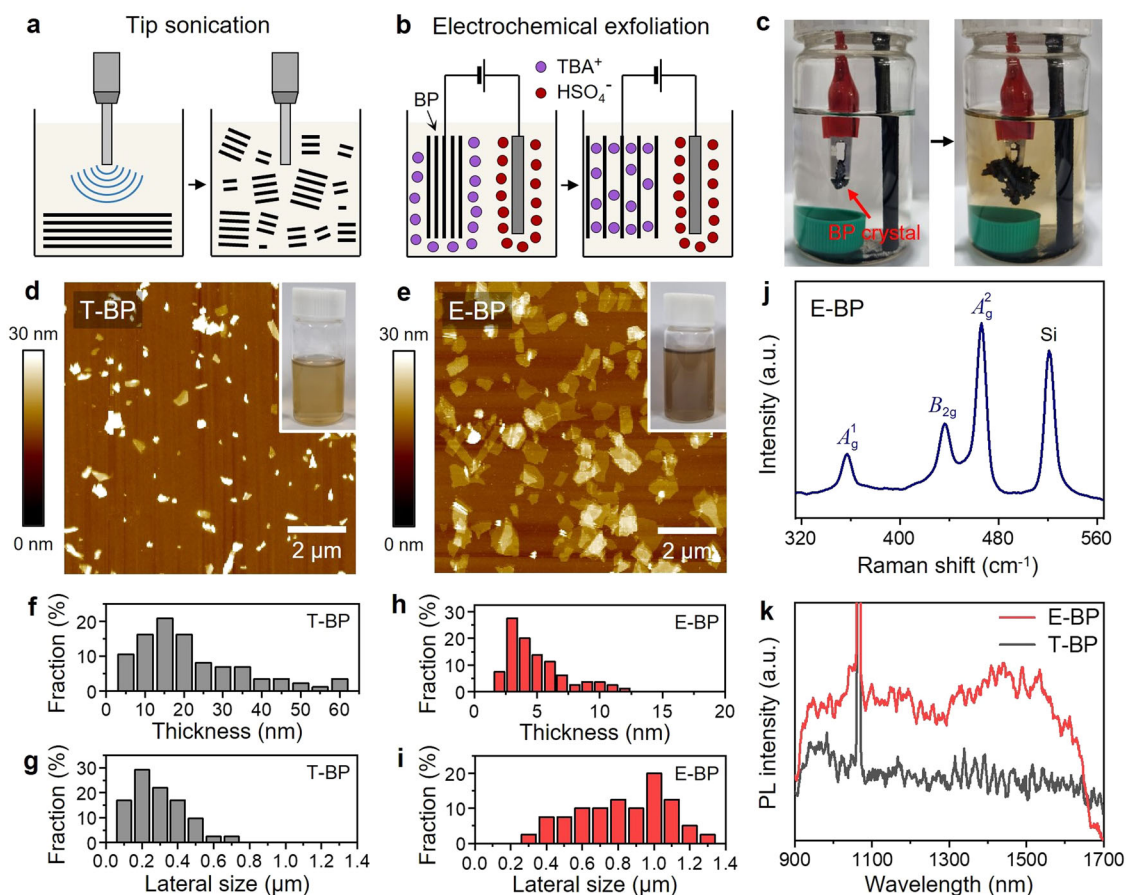 a
Tip sonication
b
Electrochemical exfoliation
TBA⁺
HSO₄⁻
BP
c
BP crystal
d
T-BP
30 nm
0 nm
2 µm
e
E-BP
30 nm
0 nm
2 µm
j
E-BP
A¹g
B₂g
A²g
Si
Intensity (a.u.)
320 400 480 560
Raman shift (cm⁻¹)
f
T-BP
Fraction (%)
20
10
0
0 10 20 30 40 50 60
Thickness (nm)
h
E-BP
Fraction (%)
30
20
10
0
0 5 10 15 20
Thickness (nm)
g
T-BP
Fraction (%)
30
15
0
0.0 0.2 0.4 0.6 0.8 1.0 1.2 1.4
Lateral size (µm)
i
E-BP
Fraction (%)
20
10
0
0.0 0.2 0.4 0.6 0.8 1.0 1.2 1.4
Lateral size (µm)
k
E-BP
T-BP
PL intensity (a.u.)
900 1100 1300 1500 1700
Wavelength (nm)